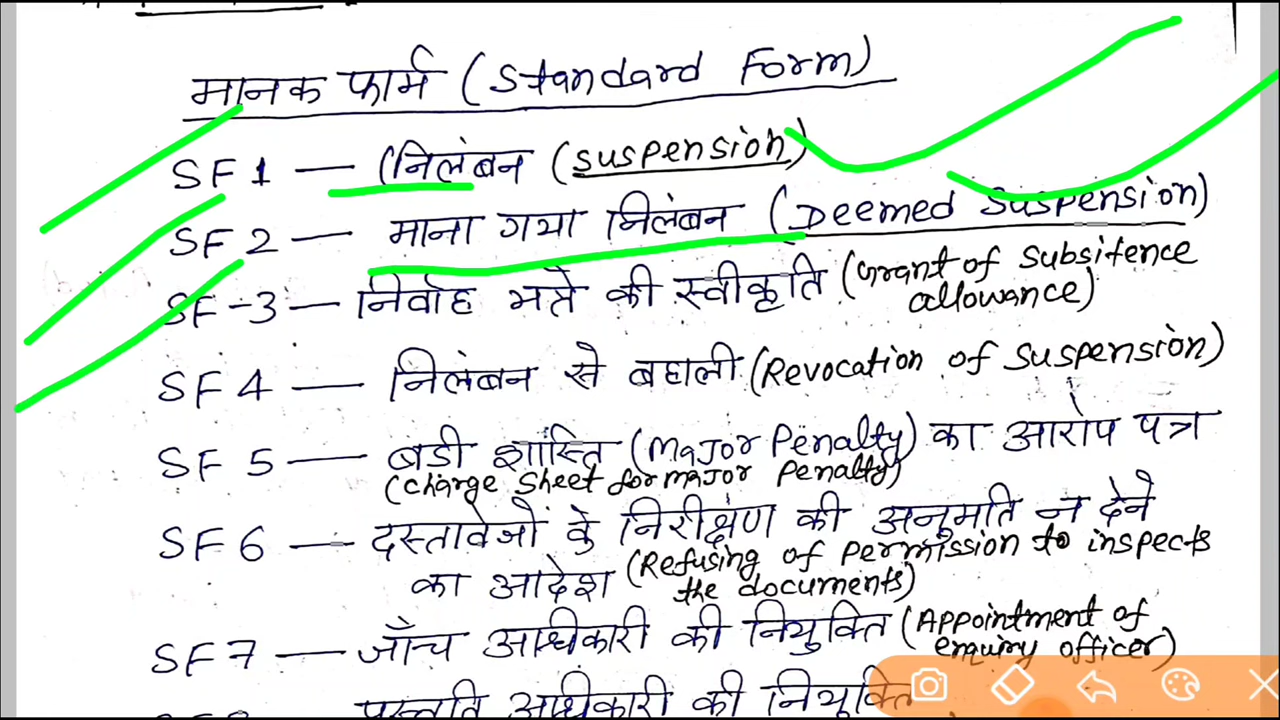 मानक फार्म (Standard Form)
SF 1 — (निलंबन (suspension)
SF 2 — माना गया निलंबन (Deemed Suspension)
SF-3 — निर्वाह भत्ते की स्वीकृति (Grant of Subsitence
allowance)
SF 4 — निलंबन से बहाली (Revocation of Suspension)
SF 5 — बडी शास्ति (Major Penalty) का आरोप पत्र
(charge sheet for major Penalty)
SF 6 — दस्तावेजों के निरीक्षण की अनुमति न देने
का आदेश (Refusing of Permission to inspects
the documents)
SF 7 — जाँच अधिकारी की नियुक्ति (Appointment of
enquiry officer)
प्रस्तुति अधिकारी की नियुक्ति